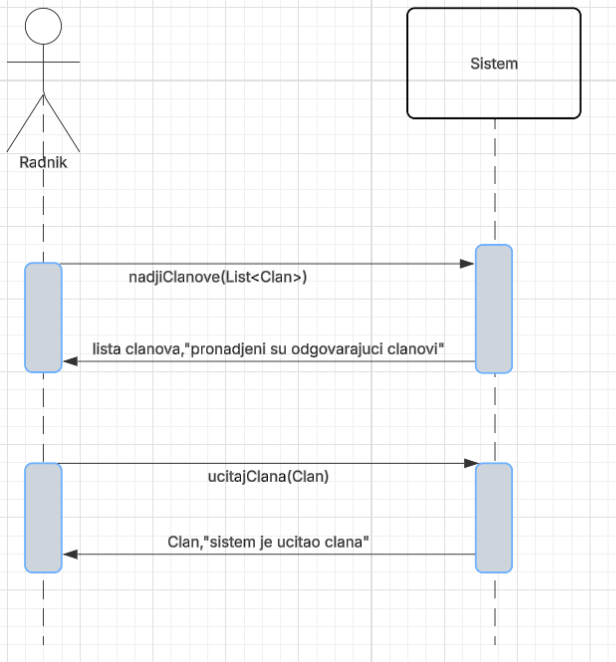 Sistem
Radnik
nadjiClanove(List<Clan>)
lista clanova,"pronadjeni su odgovarajuci clanovi"
ucitajClana(Clan)
Clan,"sistem je ucitao clana"